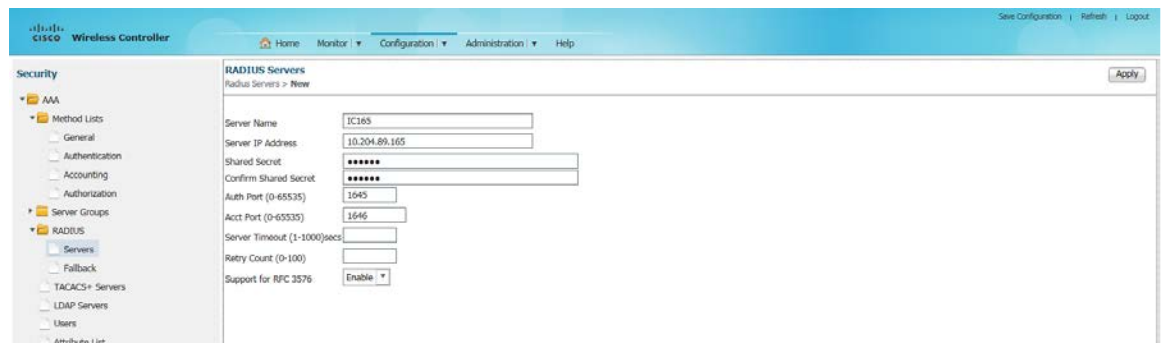 Save Configuration | Refresh | Logout
CISCO Wireless Controller
Home Monitor Configuration Administration Help
Security
AAA
Method Lists
General
Authentication
Accounting
Authorization
Server Groups
RADIUS
Servers
Fallback
TACACS+ Servers
LDAP Servers
Users
Attribute List
RADIUS Servers
Radius Servers > New
Apply
Server Name IC165
Server IP Address 10.204.89.165
Shared Secret ●●●●●●
Confirm Shared Secret ●●●●●●
Auth Port (0-65535) 1645
Acct Port (0-65535) 1646
Server Timeout (1-1000)secs
Retry Count (0-100)
Support for RFC 3576 Enable